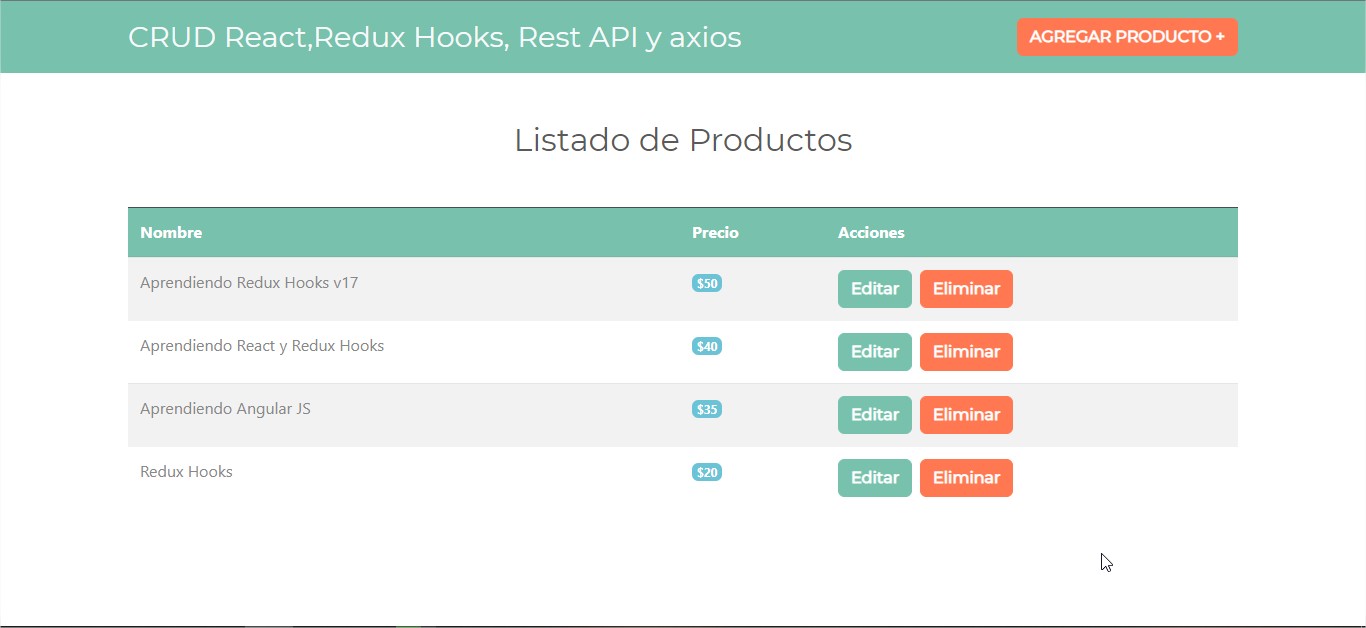 CRUD React,Redux Hooks, Rest API y axios AGREGAR PRODUCTO +
Listado de Productos
Nombre Precio Acciones
Aprendiendo Redux Hooks v17 $50 Editar Eliminar
Aprendiendo React y Redux Hooks $40 Editar Eliminar
Aprendiendo Angular JS $35 Editar Eliminar
Redux Hooks $20 Editar Eliminar